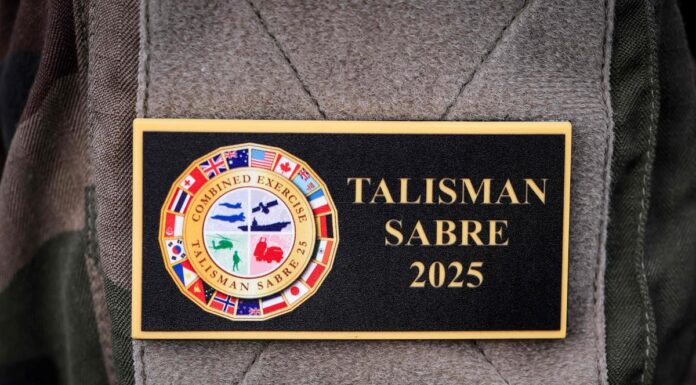 COMBINED EXERCISE
TALISMAN SABRE 25
TALISMAN
SABRE
2025